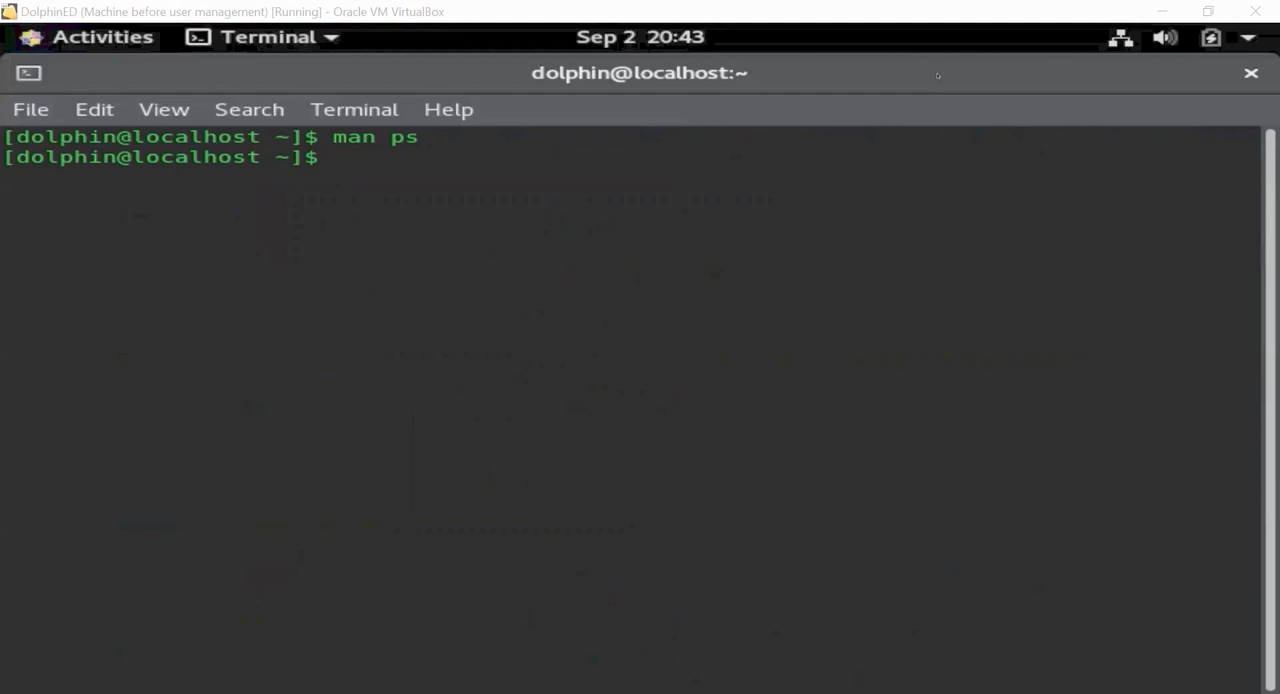 DolphinED (Machine before user management) [Running] - Oracle VM VirtualBox
Activities Terminal Sep 2 20:43
dolphin@localhost:~
File Edit View Search Terminal Help
[dolphin@localhost ~]$ man ps
[dolphin@localhost ~]$